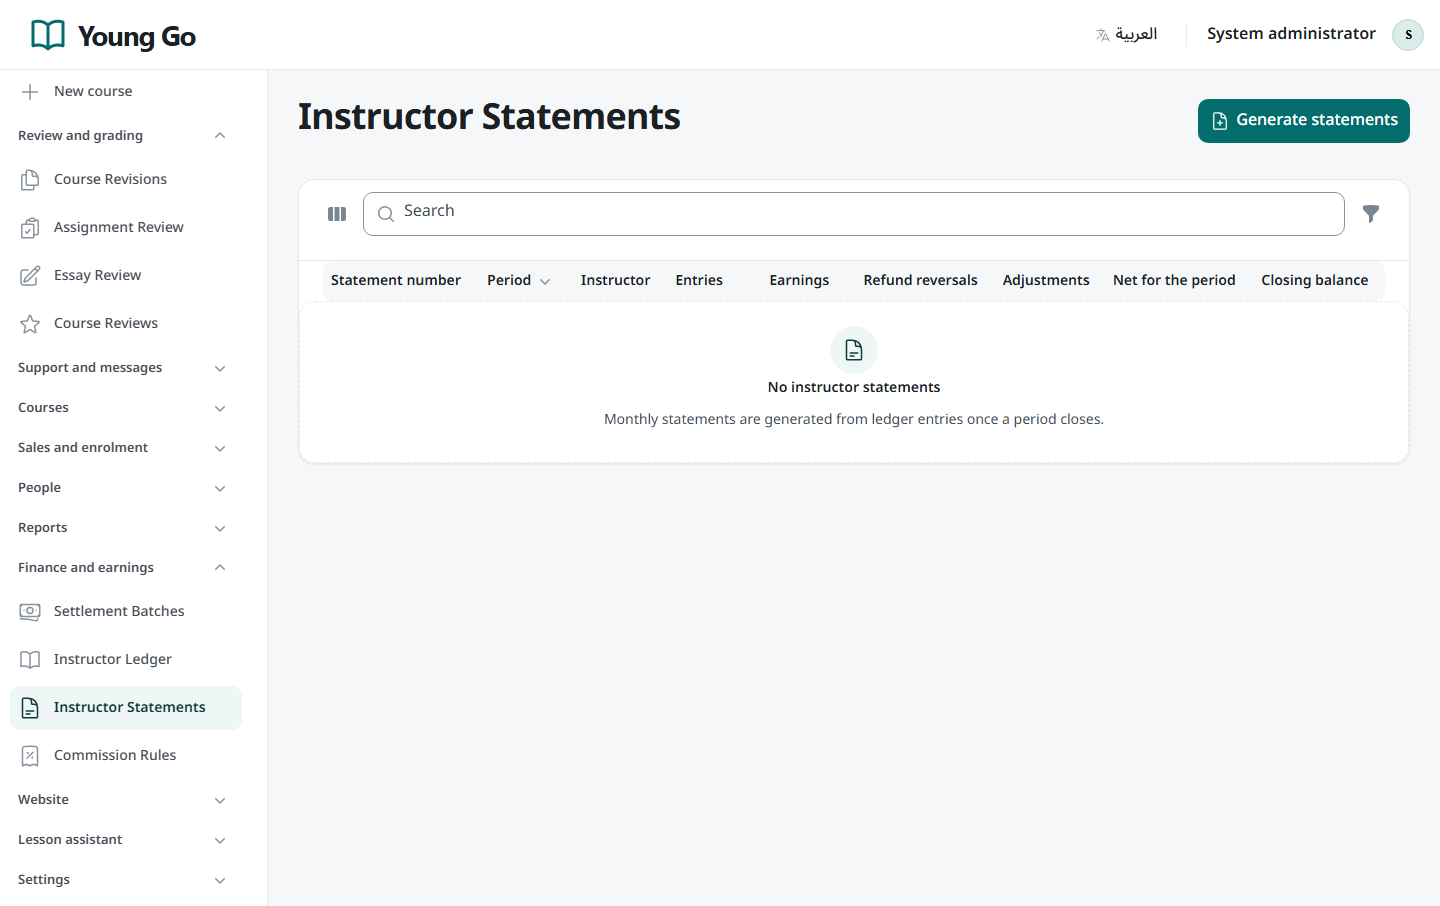 Young Go
العربية
System administrator
S
New course
Review and grading
Course Revisions
Assignment Review
Essay Review
Course Reviews
Support and messages
Courses
Sales and enrolment
People
Reports
Finance and earnings
Settlement Batches
Instructor Ledger
Instructor Statements
Commission Rules
Website
Lesson assistant
Settings
Instructor Statements
Generate statements
Search
Statement number Period Instructor Entries Earnings Refund reversals Adjustments Net for the period Closing balance
No instructor statements
Monthly statements are generated from ledger entries once a period closes.